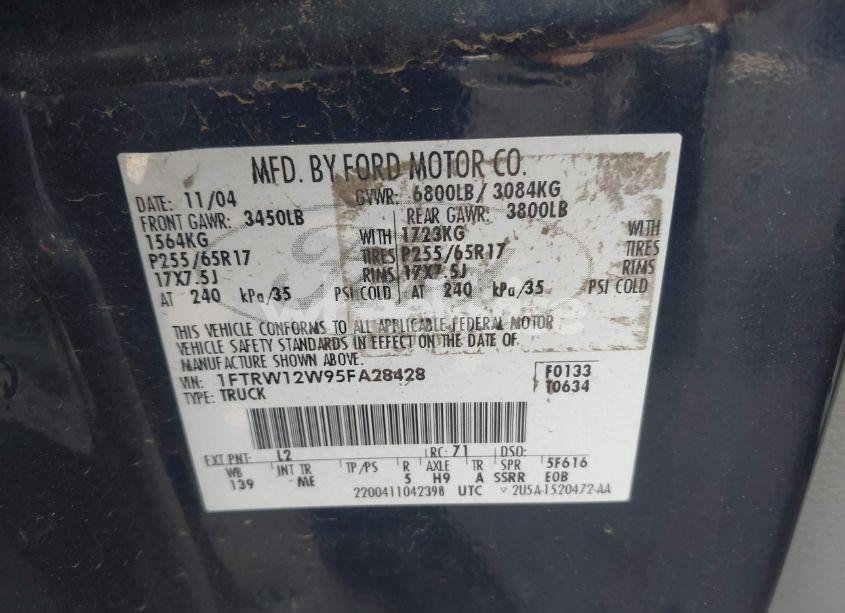 MFD. BY FORD MOTOR CO.
DATE: 11/04 GVWR: 6800LB/ 3084KG
FRONT GAWR: 3450LB REAR GAWR: 3800LB
1564KG WITH 1723KG WITH
P255/65R17 TIRES P255/65R17 TIRES
17X7.5J RIMS 17X7.5J RIMS
AT 240 kPa/35 PSI COLD AT 240 kPa/35 PSI COLD
THIS VEHICLE CONFORMS TO ALL APPLICABLE FEDERAL MOTOR
VEHICLE SAFETY STANDARDS IN EFFECT ON THE DATE OF
MANUFACTURE SHOWN ABOVE.
VIN: 1FTRW12W95FA28428 F0133
TYPE: TRUCK T0634
EXT PNT: L2 RC: 71 DSO:
WB INT TR TP/PS R AXLE TR SPR 5F616
139 ME 5 H9 A SSRR EOB
2200411042398 UTC 2U5A-1520472-AA